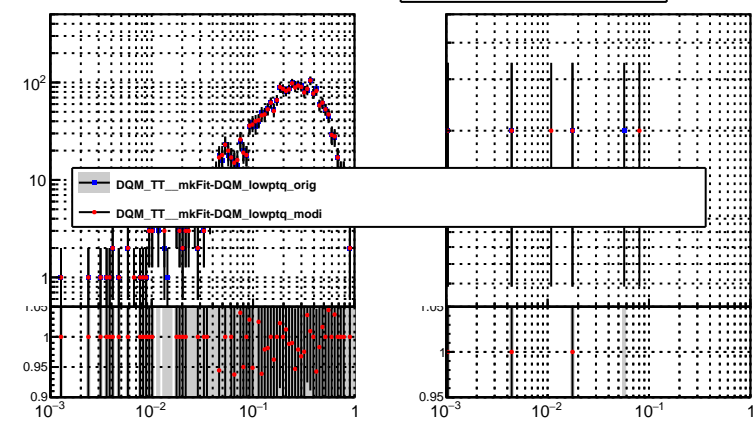 10²
10
DQM_TT__mkFit-DQM_lowptq_orig
DQM_TT__mkFit-DQM_lowptq_modi
1
1.05 1.05
1 1
0.95
0.9 0.95
10⁻³ 10⁻² 10⁻¹ 1 10⁻³ 10⁻² 10⁻¹ 1